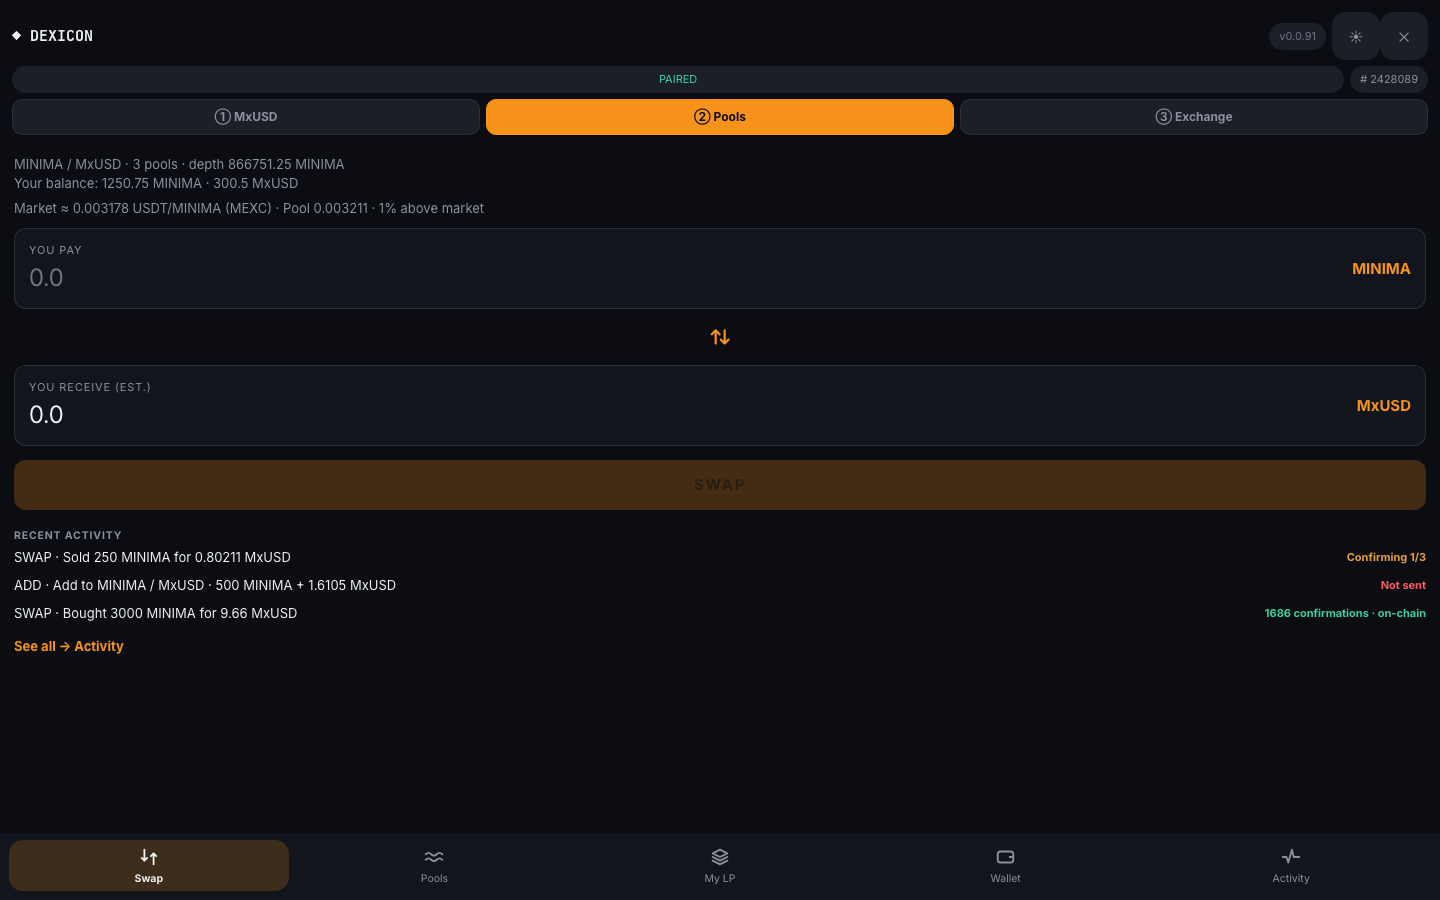 ◆ DEXICON
v0.0.91
PAIRED
# 2428089
① MxUSD
② Pools
③ Exchange
MINIMA / MxUSD · 3 pools · depth 866751.25 MINIMA
Your balance: 1250.75 MINIMA · 300.5 MxUSD
Market ≈ 0.003178 USDT/MINIMA (MEXC) · Pool 0.003211 · 1% above market
YOU PAY
0.0
MINIMA
YOU RECEIVE (EST.)
0.0
MxUSD
SWAP
RECENT ACTIVITY
SWAP · Sold 250 MINIMA for 0.80211 MxUSD
Confirming 1/3
ADD · Add to MINIMA / MxUSD · 500 MINIMA + 1.6105 MxUSD
Not sent
SWAP · Bought 3000 MINIMA for 9.66 MxUSD
1686 confirmations · on-chain
See all → Activity
Swap
Pools
My LP
Wallet
Activity